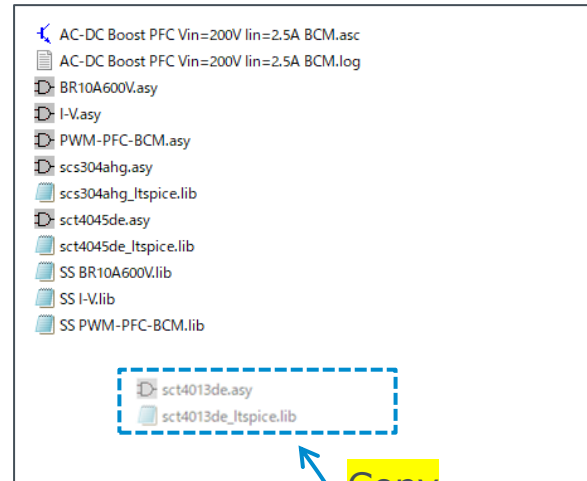 AC-DC Boost PFC Vin=200V Iin=2.5A BCM.asc
AC-DC Boost PFC Vin=200V Iin=2.5A BCM.log
BR10A600V.asy
I-V.asy
PWM-PFC-BCM.asy
scs304ahg.asy
scs304ahg_ltspice.lib
sct4045de.asy
sct4045de_ltspice.lib
SS BR10A600V.lib
SS I-V.lib
SS PWM-PFC-BCM.lib
sct4013de.asy
sct4013de_ltspice.lib
Copy